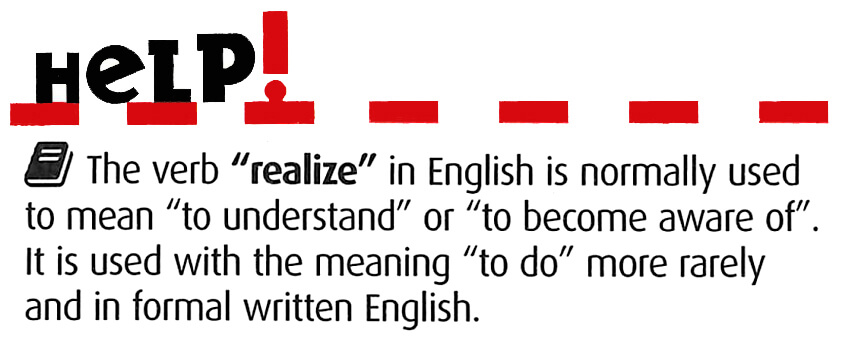 HeLP!
The verb “realize” in English is normally used
to mean “to understand” or “to become aware of”.
It is used with the meaning “to do” more rarely
and in formal written English.